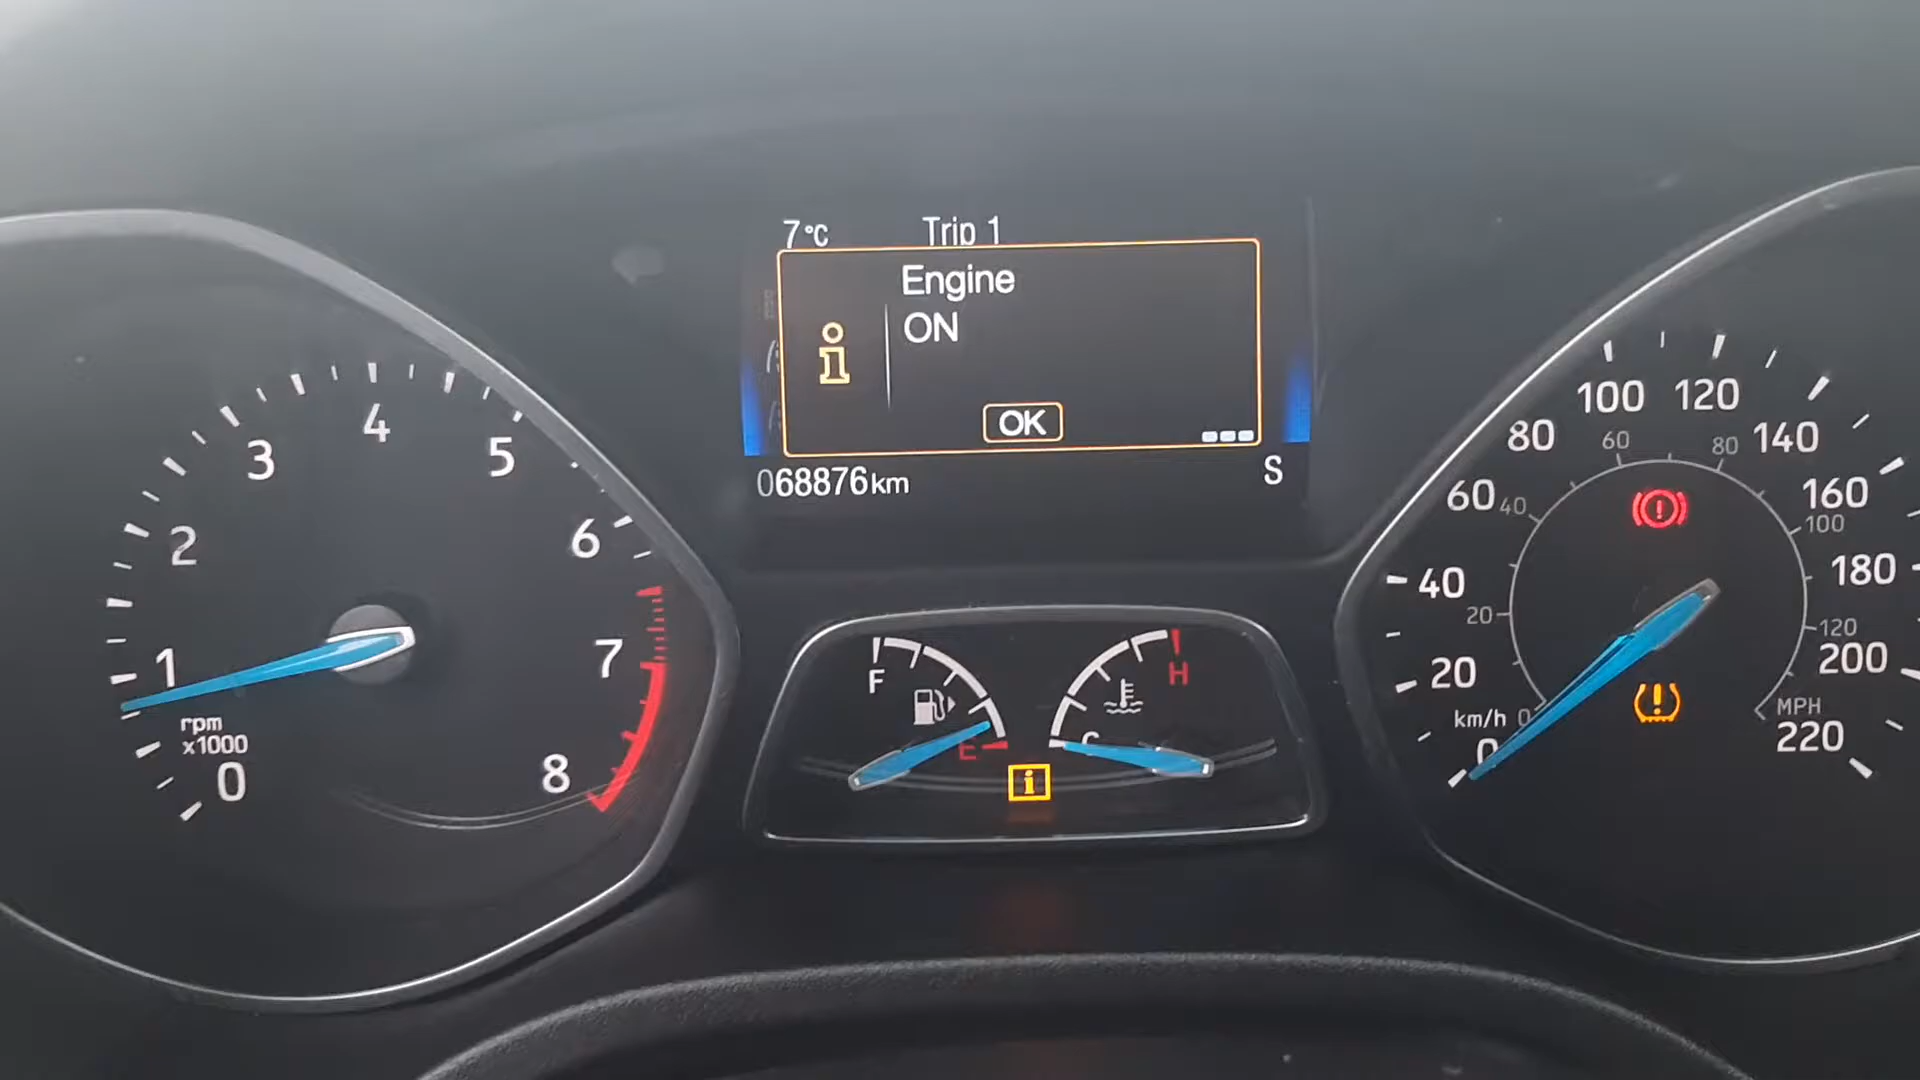 7°C Trip 1
Engine
ON
OK
068876km S
0 1 2 3 4 5 6 7 8
rpm
x1000
F
E
H
C
i
0 20 40 60 80 100 120 140 160 180 200 220
km/h
0 20 40 60 80 100 120
MPH